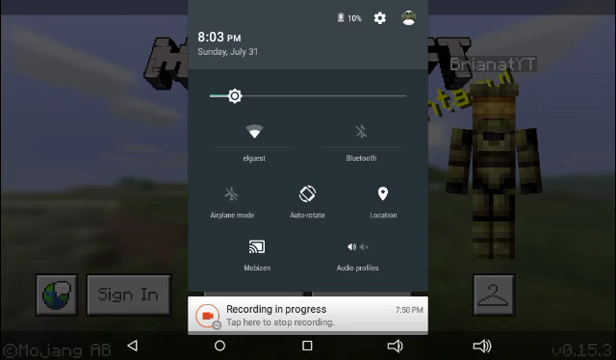 10%
8:03 PM
Sunday, July 31
BrianatYT
elguest
Bluetooth
Airplane mode
Auto-rotate
Location
Mobizen
Audio profiles
Sign In
Recording in progress
7:50 PM
Tap here to stop recording.
©Mojang AB
v0.15.3